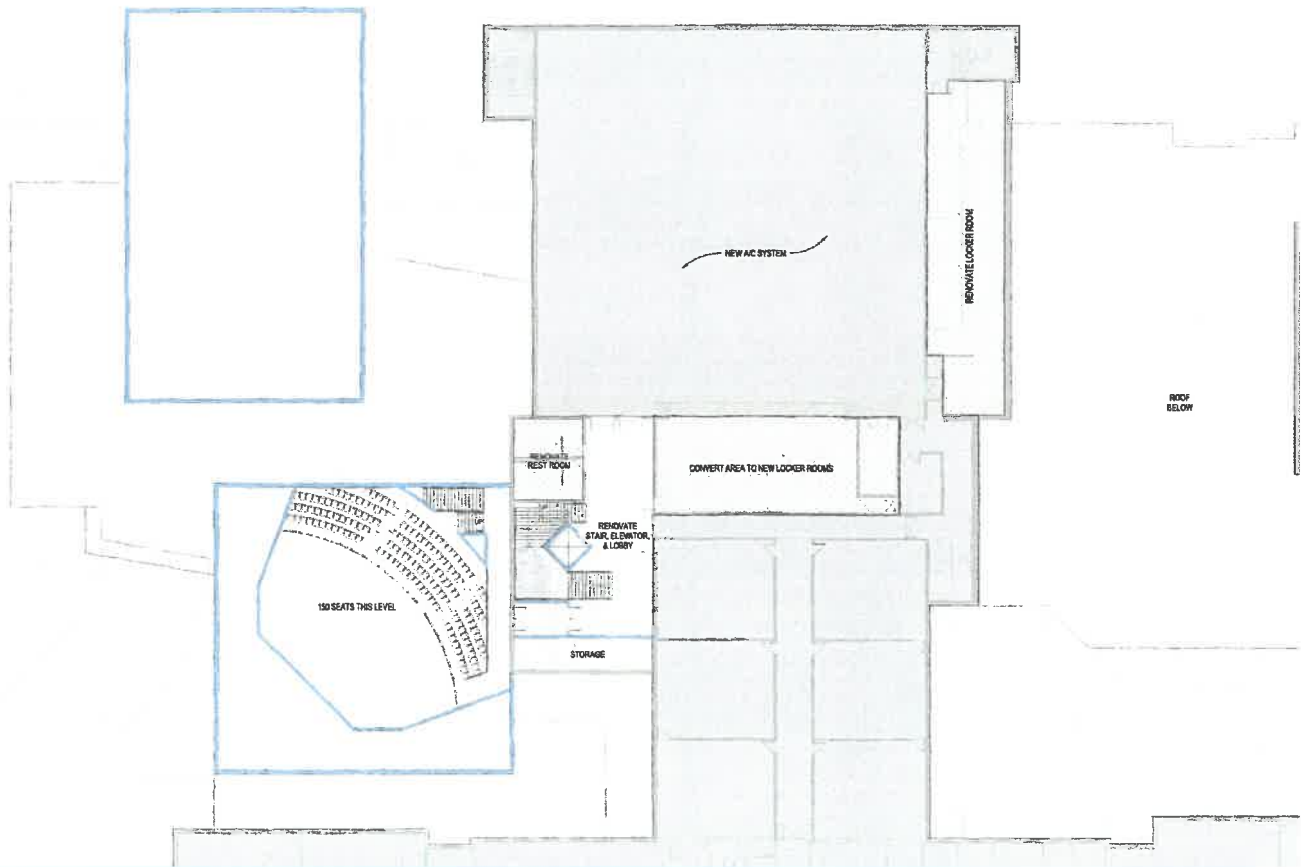 NEW A/C SYSTEM
RENOVATE LOCKER ROOM
ROOF
BELOW
RENOVATE
REST ROOM
CONVERT AREA TO NEW LOCKER ROOMS
UP
RENOVATE
STAIR, ELEVATOR,
& LOBBY
150 SEATS THIS LEVEL
STORAGE